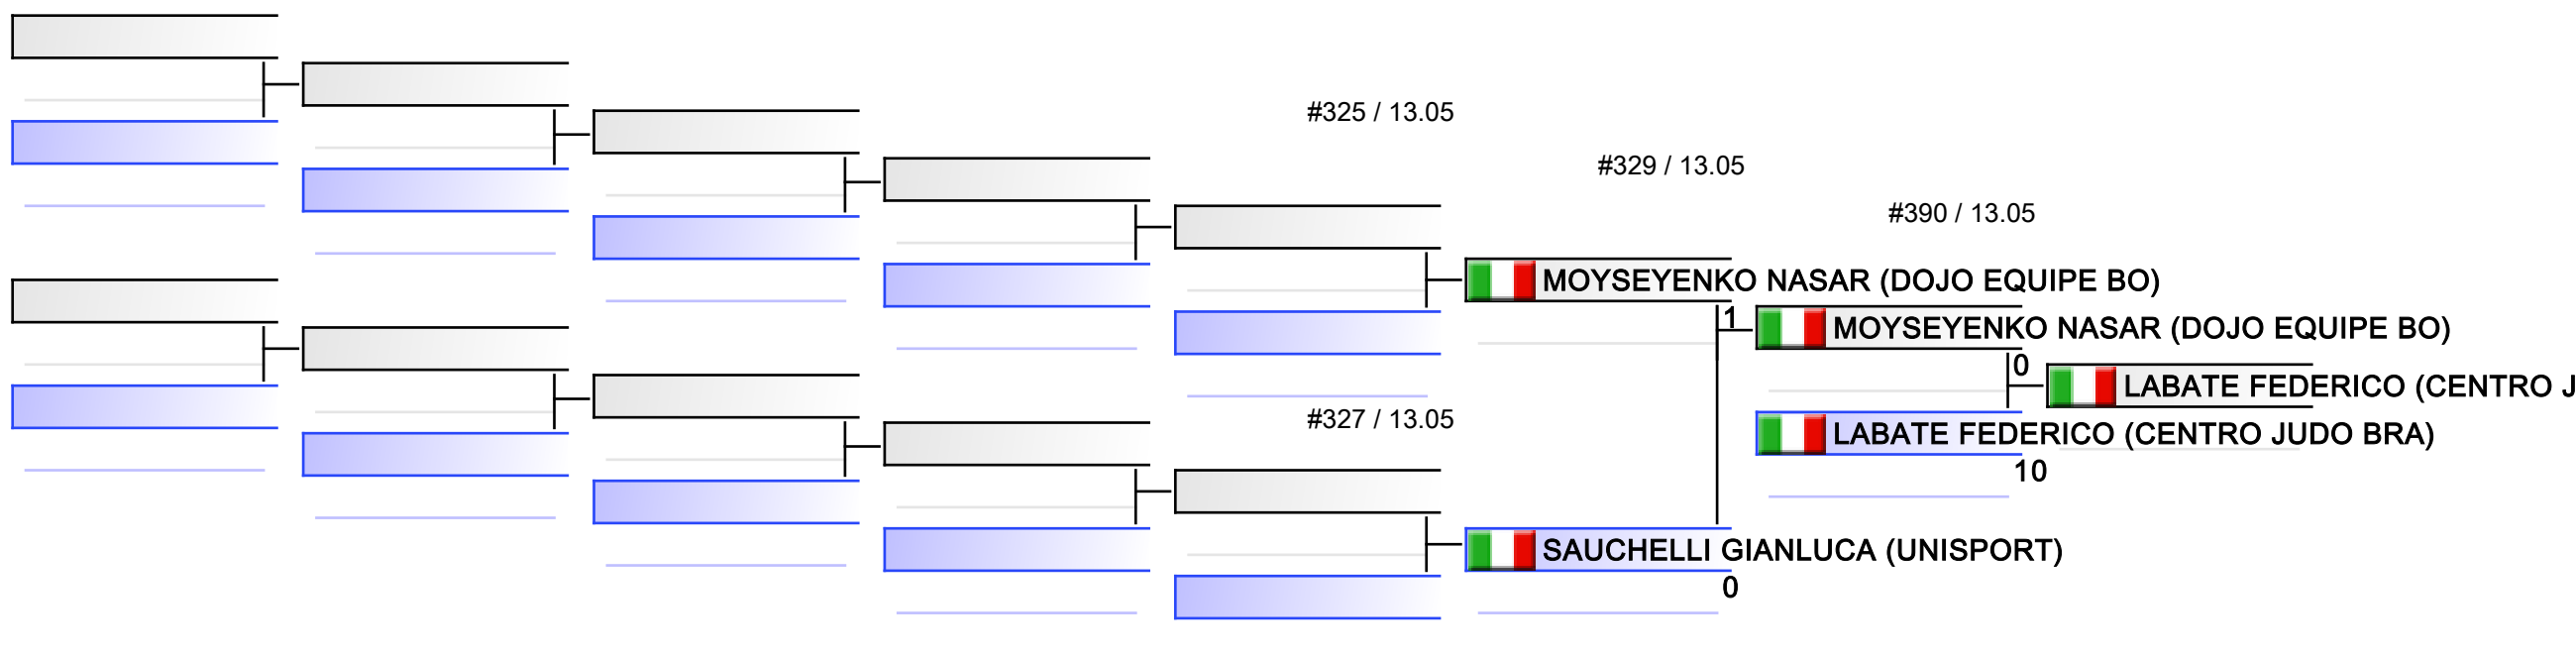 #325 / 13.05
#329 / 13.05
#390 / 13.05
MOYSEYENKO NASAR (DOJO EQUIPE BO)
1
MOYSEYENKO NASAR (DOJO EQUIPE BO)
0
LABATE FEDERICO (CENTRO J
#327 / 13.05
LABATE FEDERICO (CENTRO JUDO BRA)
10
SAUCHELLI GIANLUCA (UNISPORT)
0